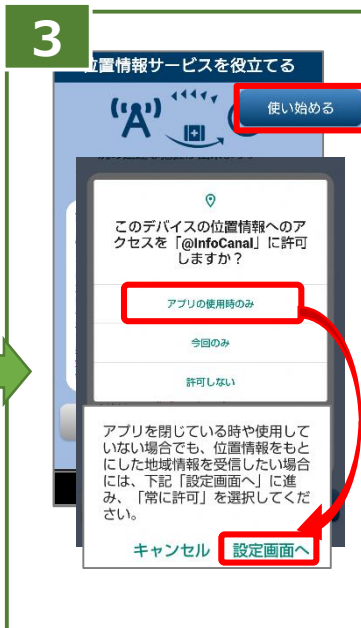 3
位置情報サービスを役立てる
使い始める
このデバイスの位置情報へのア
クセスを「@InfoCanal」に許可
しますか？
アプリの使用時のみ
今回のみ
許可しない
アプリを閉じている時や使用して
いない場合でも、位置情報をもと
にした地域情報を受信したい場合
には、下記「設定画面へ」に進
み、「常に許可」を選択してくだ
さい。
キャンセル 設定画面へ